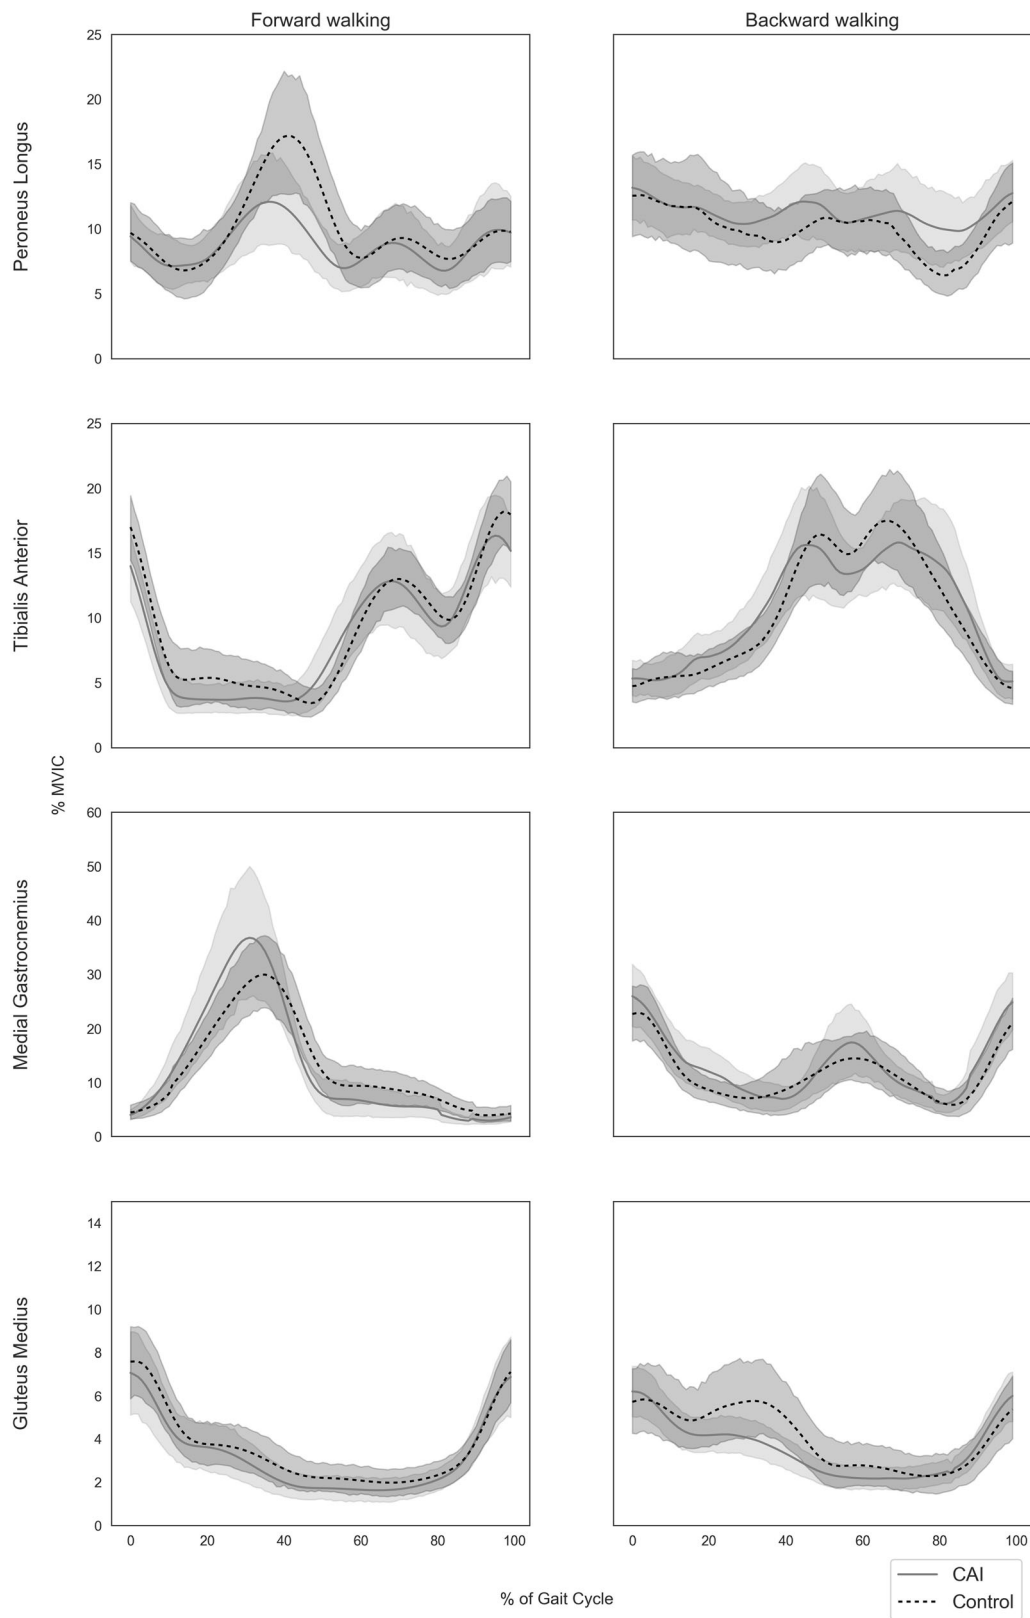 Forward walking
Backward walking
Peroneus Longus
25
20
15
10
5
0
Tibialis Anterior
25
20
15
10
5
0
% MVIC
Medial Gastrocnemius
60
50
40
30
20
10
0
Gluteus Medius
14
12
10
8
6
4
2
0
0 20 40 60 80 100
0 20 40 60 80 100
% of Gait Cycle
CAI
Control